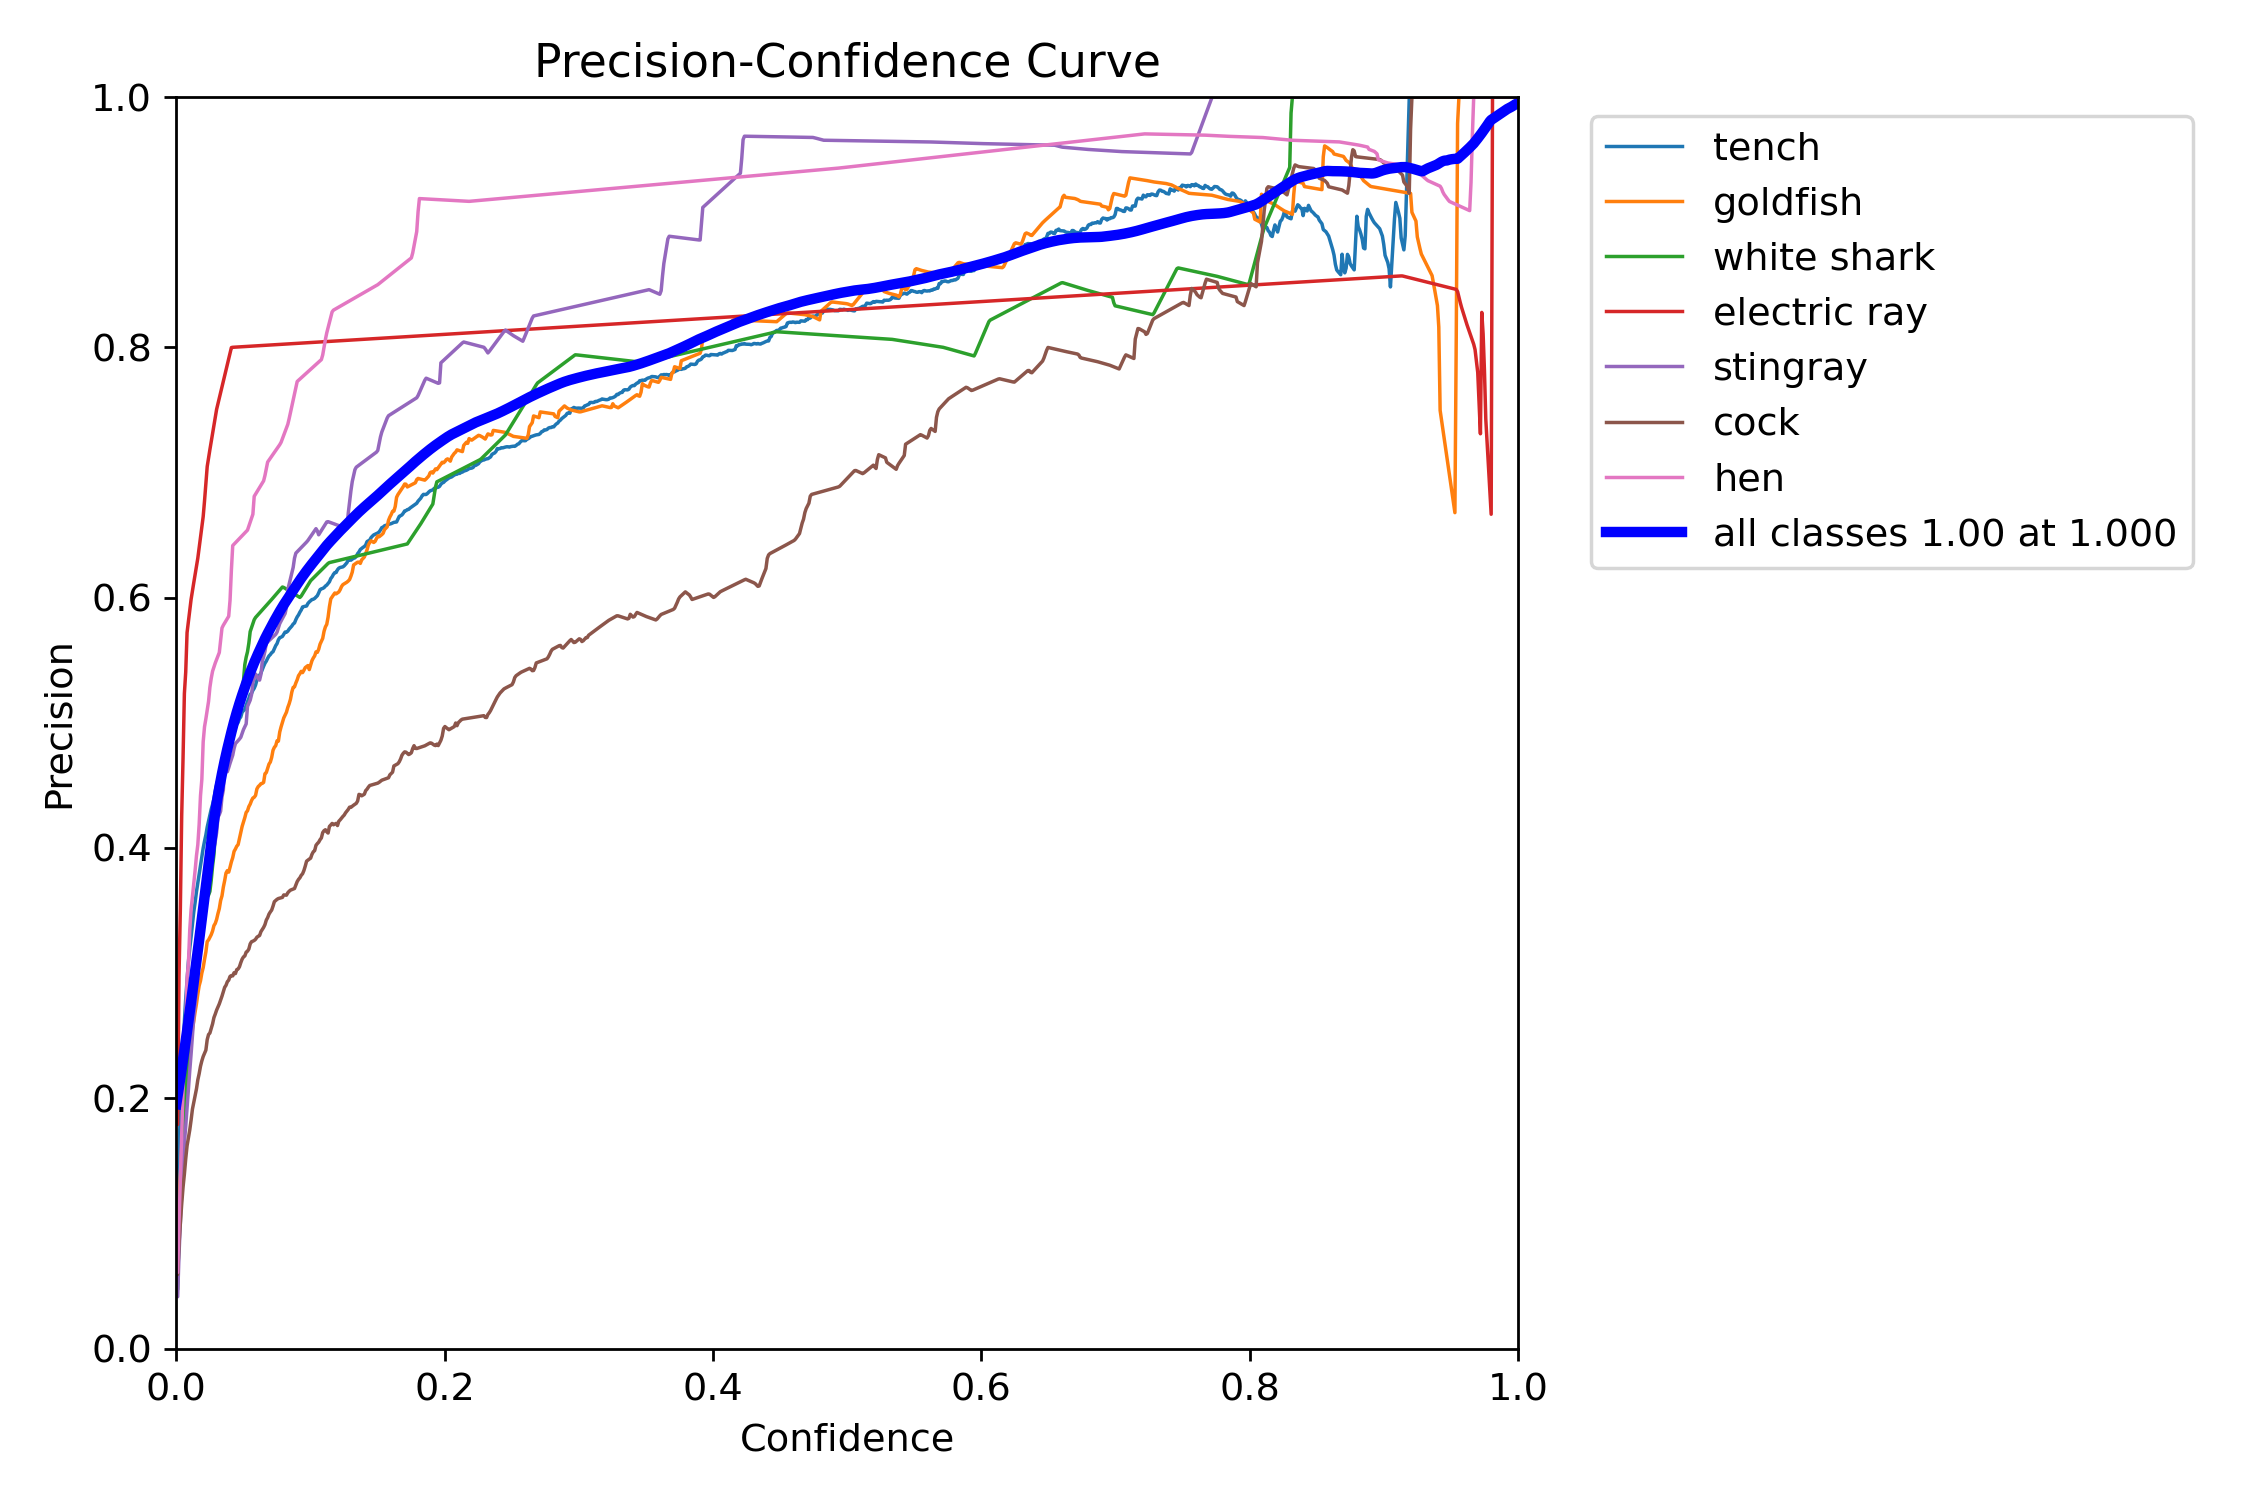 Precision-Confidence Curve
1.0
0.8
0.6
0.4
0.2
0.0
Precision
0.0
0.2
0.4
0.6
0.8
1.0
Confidence
tench
goldfish
white shark
electric ray
stingray
cock
hen
all classes 1.00 at 1.000